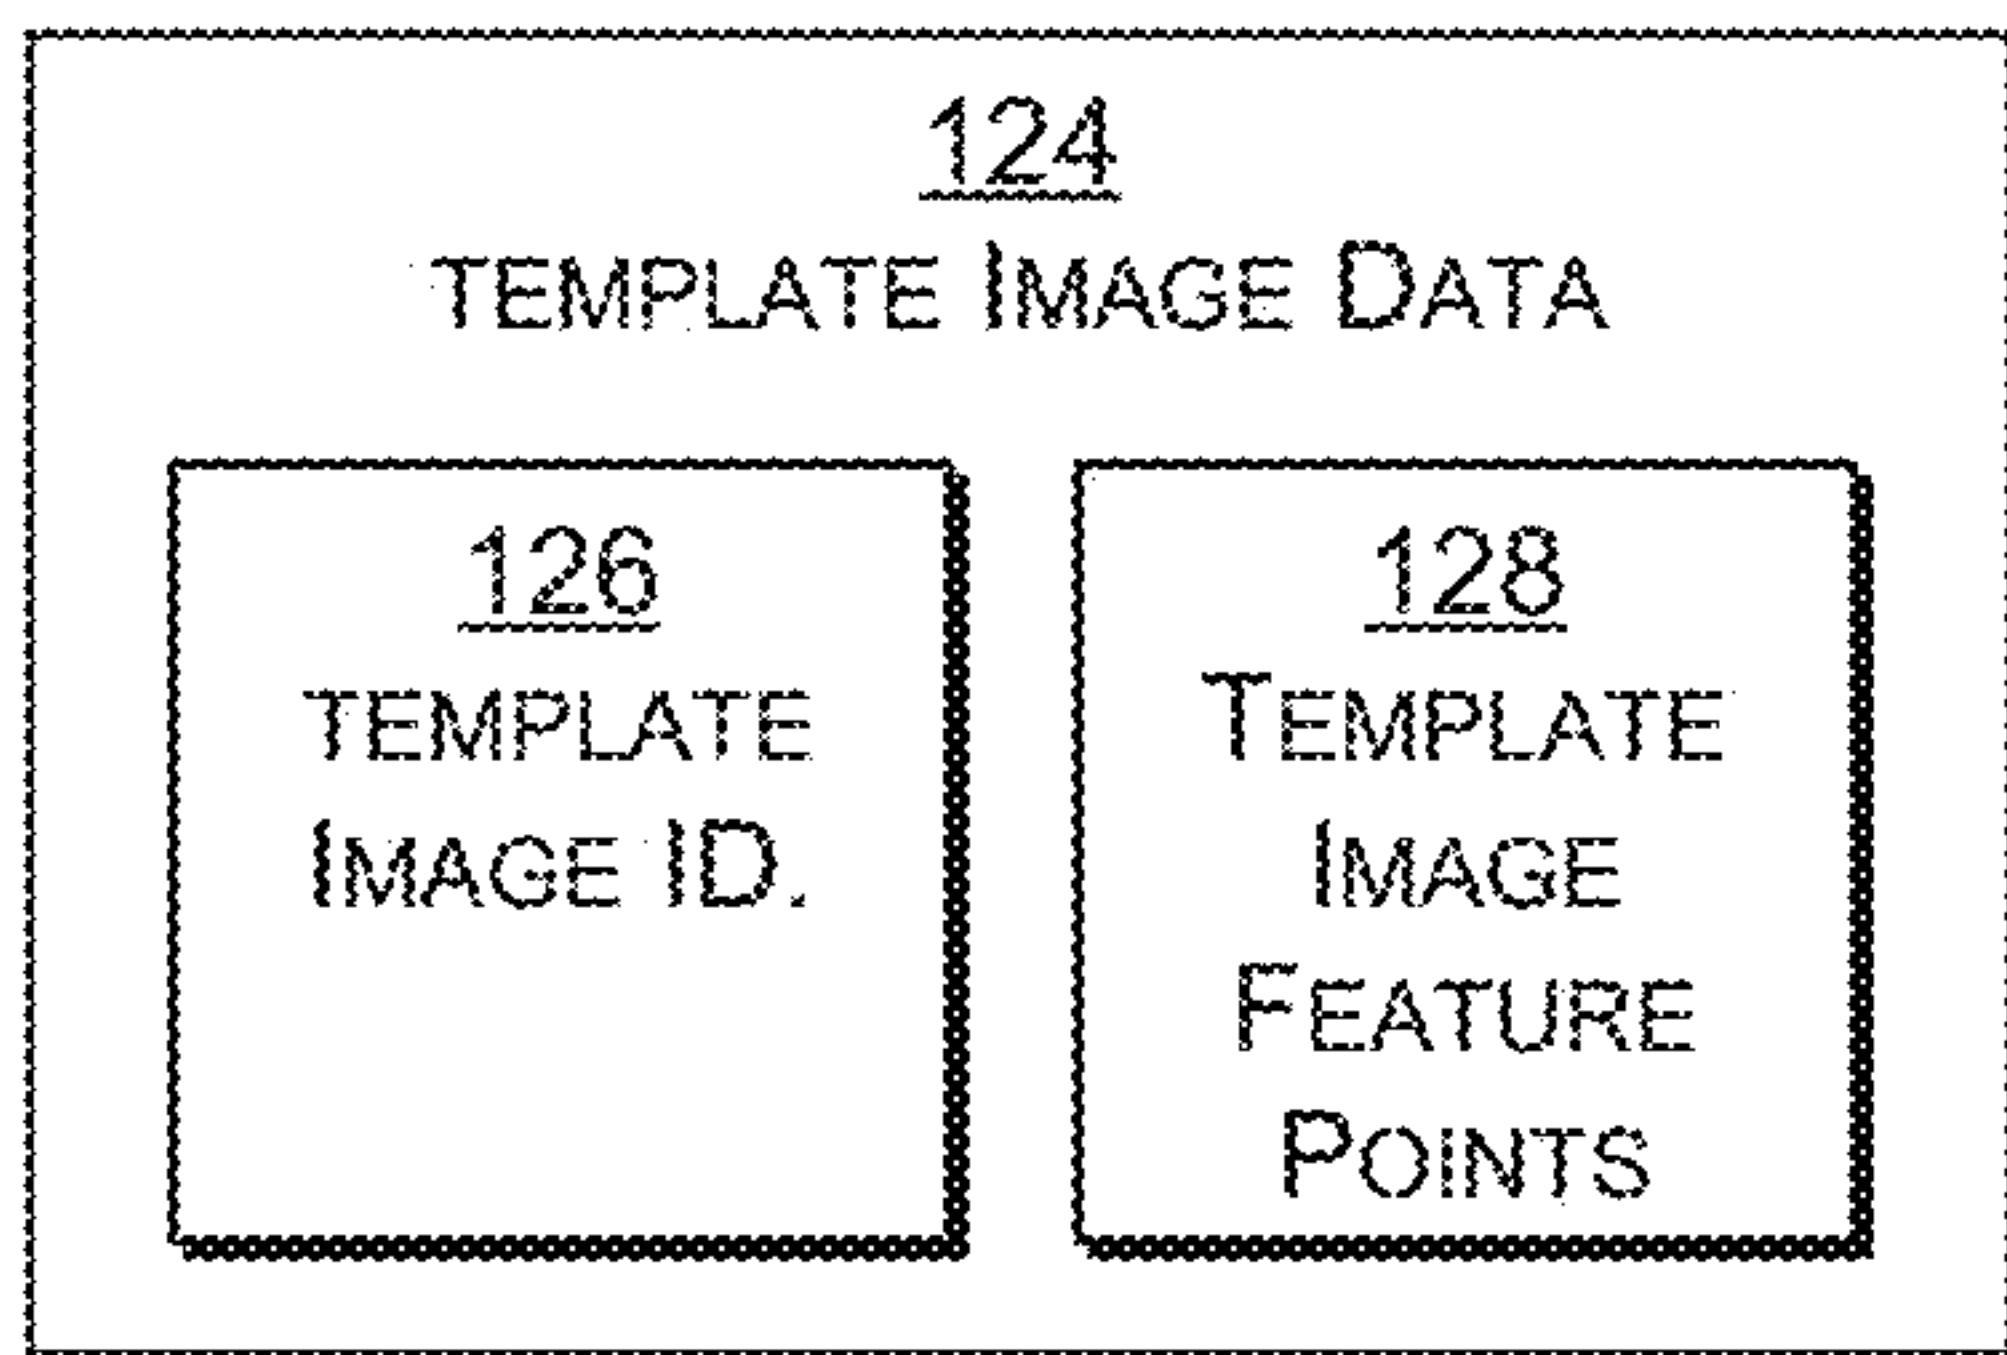 124
TEMPLATE IMAGE DATA
126
TEMPLATE
IMAGE ID.
128
TEMPLATE
IMAGE
FEATURE
POINTS